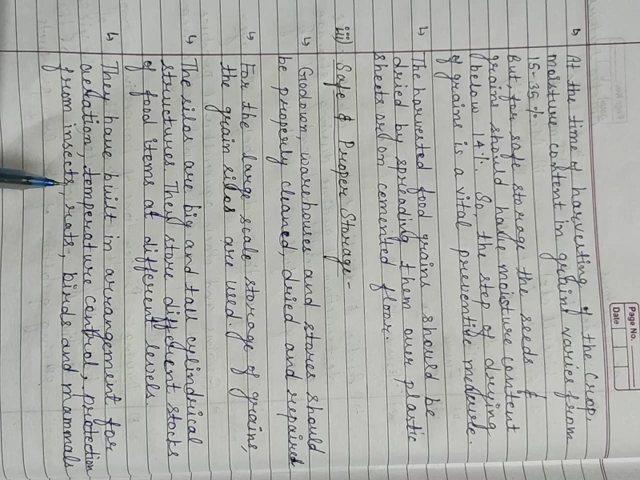 Page No.
Date
↳ At the time of harvesting of the crop,
moisture content in grains varies from
15-35 %.
But, for safe storage the seeds &
grains should have moisture content
(below 14%. So, the step of drying
of grains is a vital preventive measure.
↳ The harvested food grains should be
dried by spreading them over plastic
sheets or on cemented floor.
iii) Safe & Proper Storage -
↳ Godown, warehouses and stores should
be properly cleaned, dried and repaired
↳ For the large scale storage of grains,
the grain silos are used.
↳ The silos are big and tall cylindrical
structures. They store different stocks
of food items at different levels.
↳ They have built in arrangement for
aeration, temperature control, protection
from insects, rats, birds and mammals